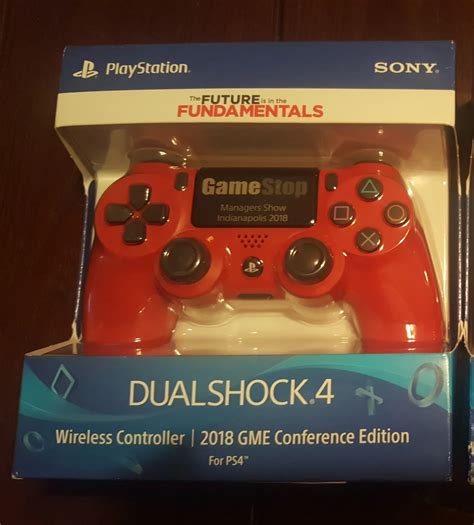 PlayStation
SONY
The FUTURE is in the
FUNDAMENTALS
GameStop
Managers Show
Indianapolis 2018
DUALSHOCK.4
Wireless Controller | 2018 GME Conference Edition
For PS4™